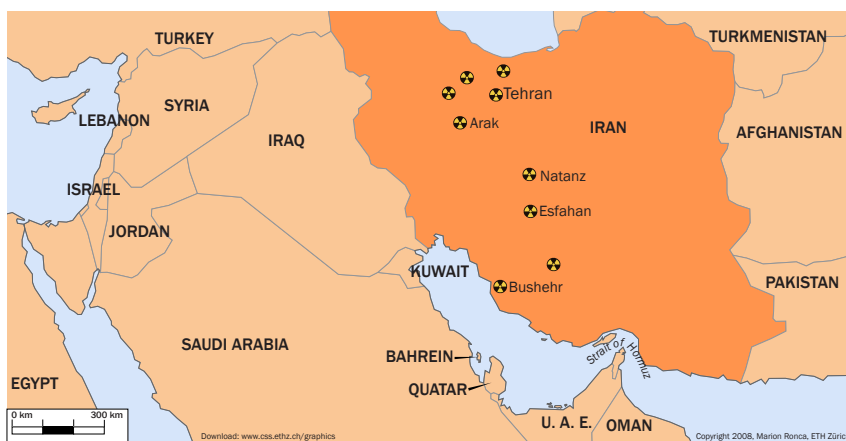 TURKEY
TURKMENISTAN
Tehran
SYRIA
LEBANON
Arak
IRAN
IRAQ
AFGHANISTAN
Natanz
ISRAEL
Esfahan
JORDAN
KUWAIT
PAKISTAN
Bushehr
SAUDI ARABIA
Strait of Hormuz
BAHREIN
EGYPT
QUATAR
0 km 300 km
U. A. E.
OMAN
Download: www.css.ethz.ch/graphics
Copyright 2008, Marion Ronca, ETH Züric